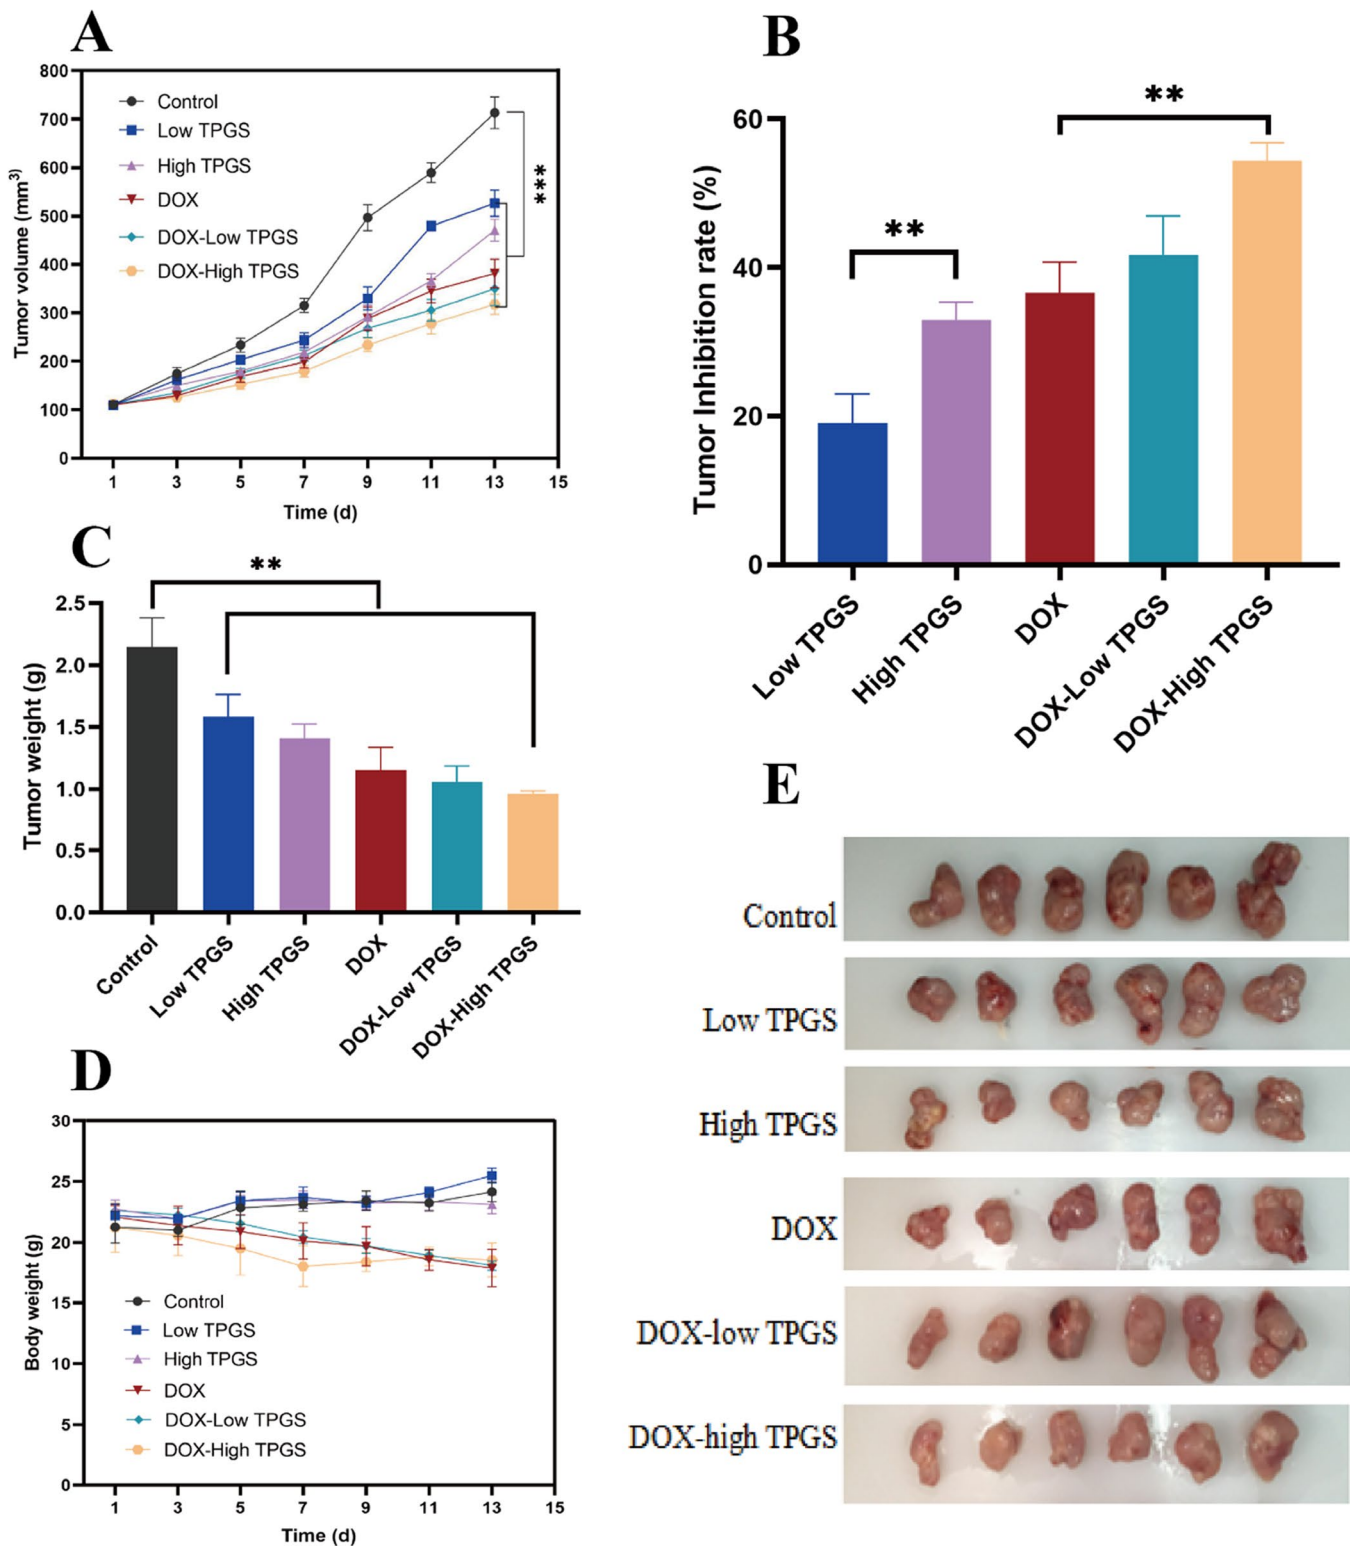 A
Tumor volume (mm3)
800
700
600
500
400
300
200
100
0
Control
Low TPGS
High TPGS
DOX
DOX-Low TPGS
DOX-High TPGS
***
1 3 5 7 9 11 13 15
Time (d)
B
Tumor Inhibition rate (%)
60
40
20
0
**
**
Low TPGS
High TPGS
DOX
DOX-Low TPGS
DOX-High TPGS
C
Tumor weight (g)
2.5
2.0
1.5
1.0
0.5
0.0
**
Control
Low TPGS
High TPGS
DOX
DOX-Low TPGS
DOX-High TPGS
D
Body weight (g)
30
25
20
15
10
5
0
Control
Low TPGS
High TPGS
DOX
DOX-Low TPGS
DOX-High TPGS
1 3 5 7 9 11 13 15
Time (d)
E
Control
Low TPGS
High TPGS
DOX
DOX-low TPGS
DOX-high TPGS